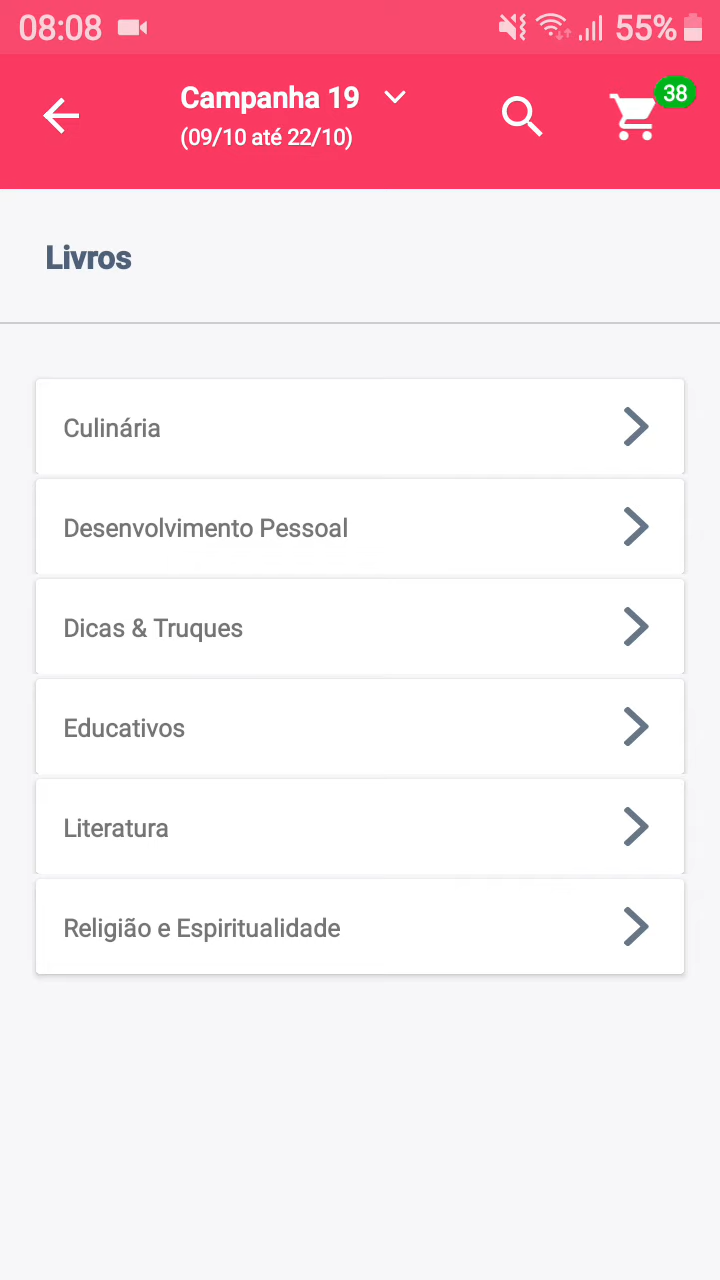 08:08
55%
Campanha 19
38
(09/10 até 22/10)
Livros
Culinária
Desenvolvimento Pessoal
Dicas & Truques
Educativos
Literatura
Religião e Espiritualidade